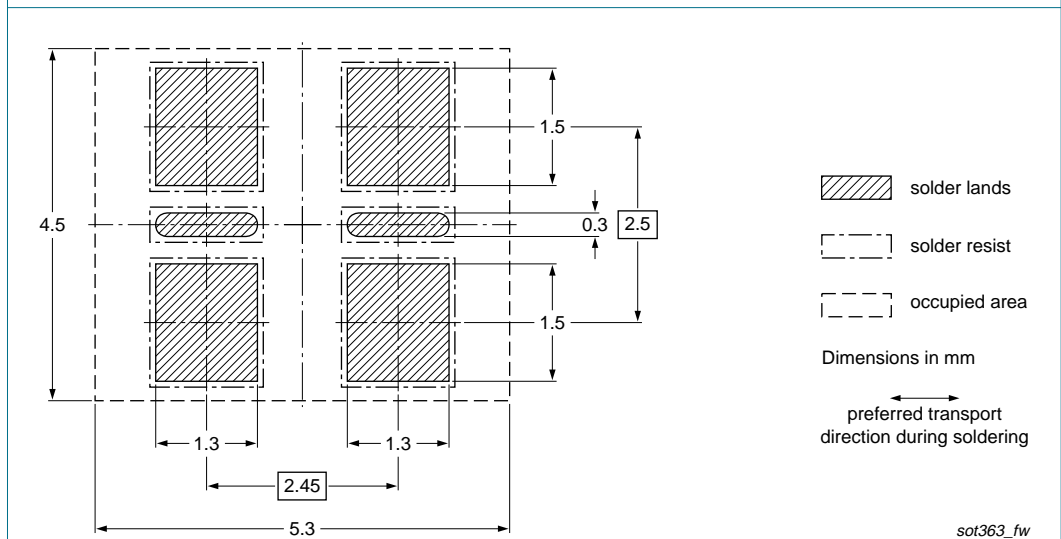 1.5
4.5
0.3
2.5
1.5
1.3
1.3
2.45
5.3
solder lands
solder resist
occupied area
Dimensions in mm
preferred transport
direction during soldering
sot363_fw